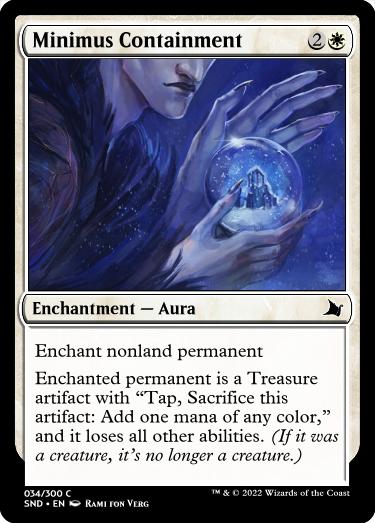 Minimus Containment 2
Enchantment — Aura
Enchant nonland permanent
Enchanted permanent is a Treasure
artifact with “Tap, Sacrifice this
artifact: Add one mana of any color,”
and it loses all other abilities. (If it was
a creature, it’s no longer a creature.)
034/300 C
SND • EN Rami fon Verg
™ & © 2022 Wizards of the Coast